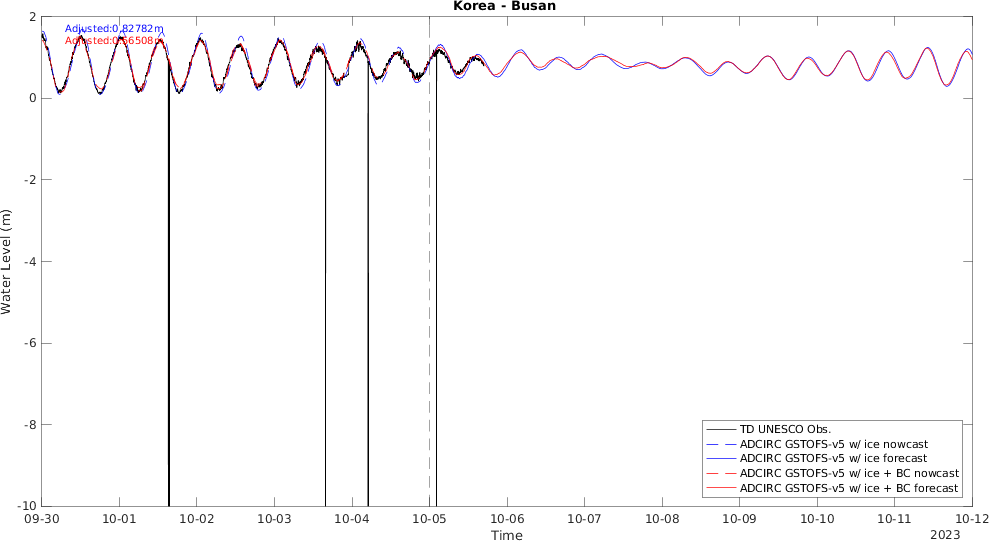 Korea - Busan
Adjusted:0.82782m
Adjusted:0.56508m
2
0
-2
-4
-6
-8
-10
Water Level (m)
09-30 10-01 10-02 10-03 10-04 10-05 10-06 10-07 10-08 10-09 10-10 10-11 10-12
Time
2023
TD UNESCO Obs.
ADCIRC GSTOFS-v5 w/ ice nowcast
ADCIRC GSTOFS-v5 w/ ice forecast
ADCIRC GSTOFS-v5 w/ ice + BC nowcast
ADCIRC GSTOFS-v5 w/ ice + BC forecast